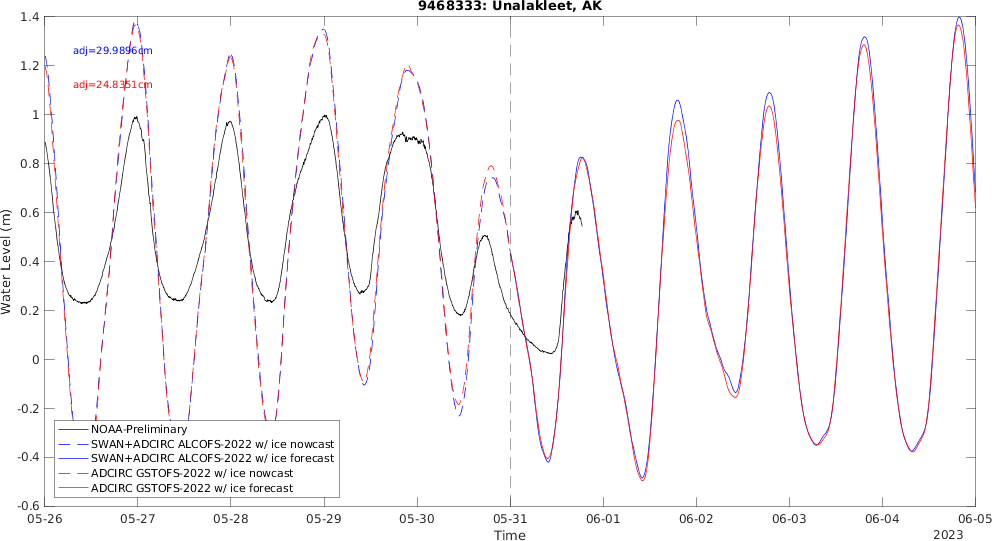 9468333: Unalakleet, AK
1.4
1.2
1
0.8
0.6
0.4
0.2
0
-0.2
-0.4
-0.6
Water Level (m)
adj=29.9896cm
adj=24.8351cm
NOAA-Preliminary
SWAN+ADCIRC ALCOFS-2022 w/ ice nowcast
SWAN+ADCIRC ALCOFS-2022 w/ ice forecast
ADCIRC GSTOFS-2022 w/ ice nowcast
ADCIRC GSTOFS-2022 w/ ice forecast
05-26 05-27 05-28 05-29 05-30 05-31 06-01 06-02 06-03 06-04 06-05
Time
2023